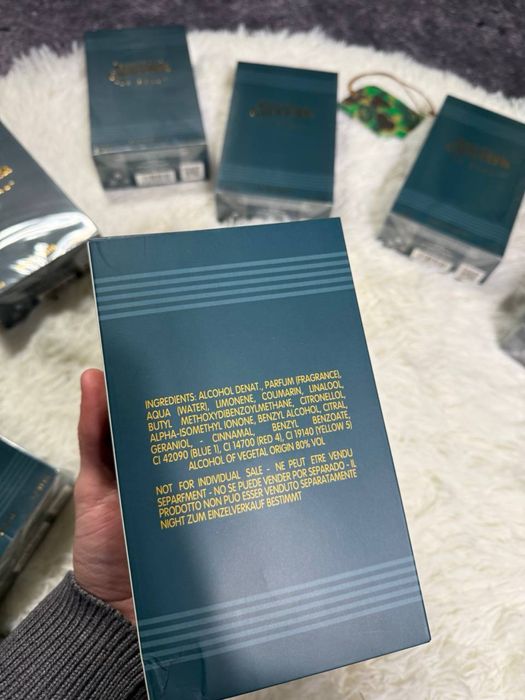 INGREDIENTS: ALCOHOL DENAT., PARFUM (FRAGRANCE),
AQUA (WATER), LIMONENE, COUMARIN, LINALOOL,
BUTYL METHOXYDIBENZOYLMETHANE, CITRONELLOL,
ALPHA-ISOMETHYL IONONE, BENZYL ALCOHOL, CITRAL,
GERANIOL, - CINNAMAL, BENZYL BENZOATE,
CI 42090 (BLUE 1), CI 14700 (RED 4), CI 19140 (YELLOW 5)
ALCOHOL OF VEGETAL ORIGIN 80% VOL
NOT FOR INDIVIDUAL SALE - NE PEUT ETRE VENDU
SEPARFMENT - NO SE PUEDE VENDER POR SEPARADO - IL
PRODOTTO NON PUO ESSER VENDUTO SEPARATAMENTE
NIGHT ZUM EINZELVERKAUF BESTIMMT